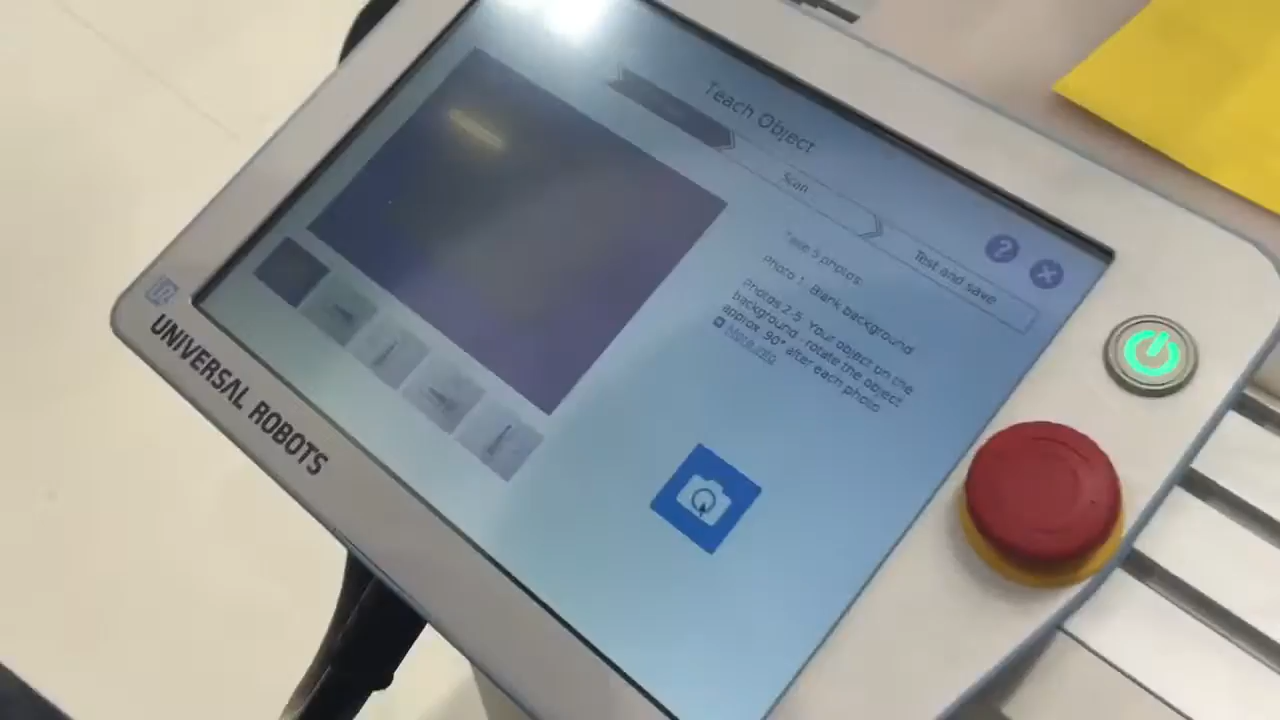 Teach Object
Scan
Test and save
Take 5 photos:
Photo 1: Blank background
Photos 2-5: Your object on the
background - rotate the object
approx. 90° after each photo
More info
UNIVERSAL ROBOTS